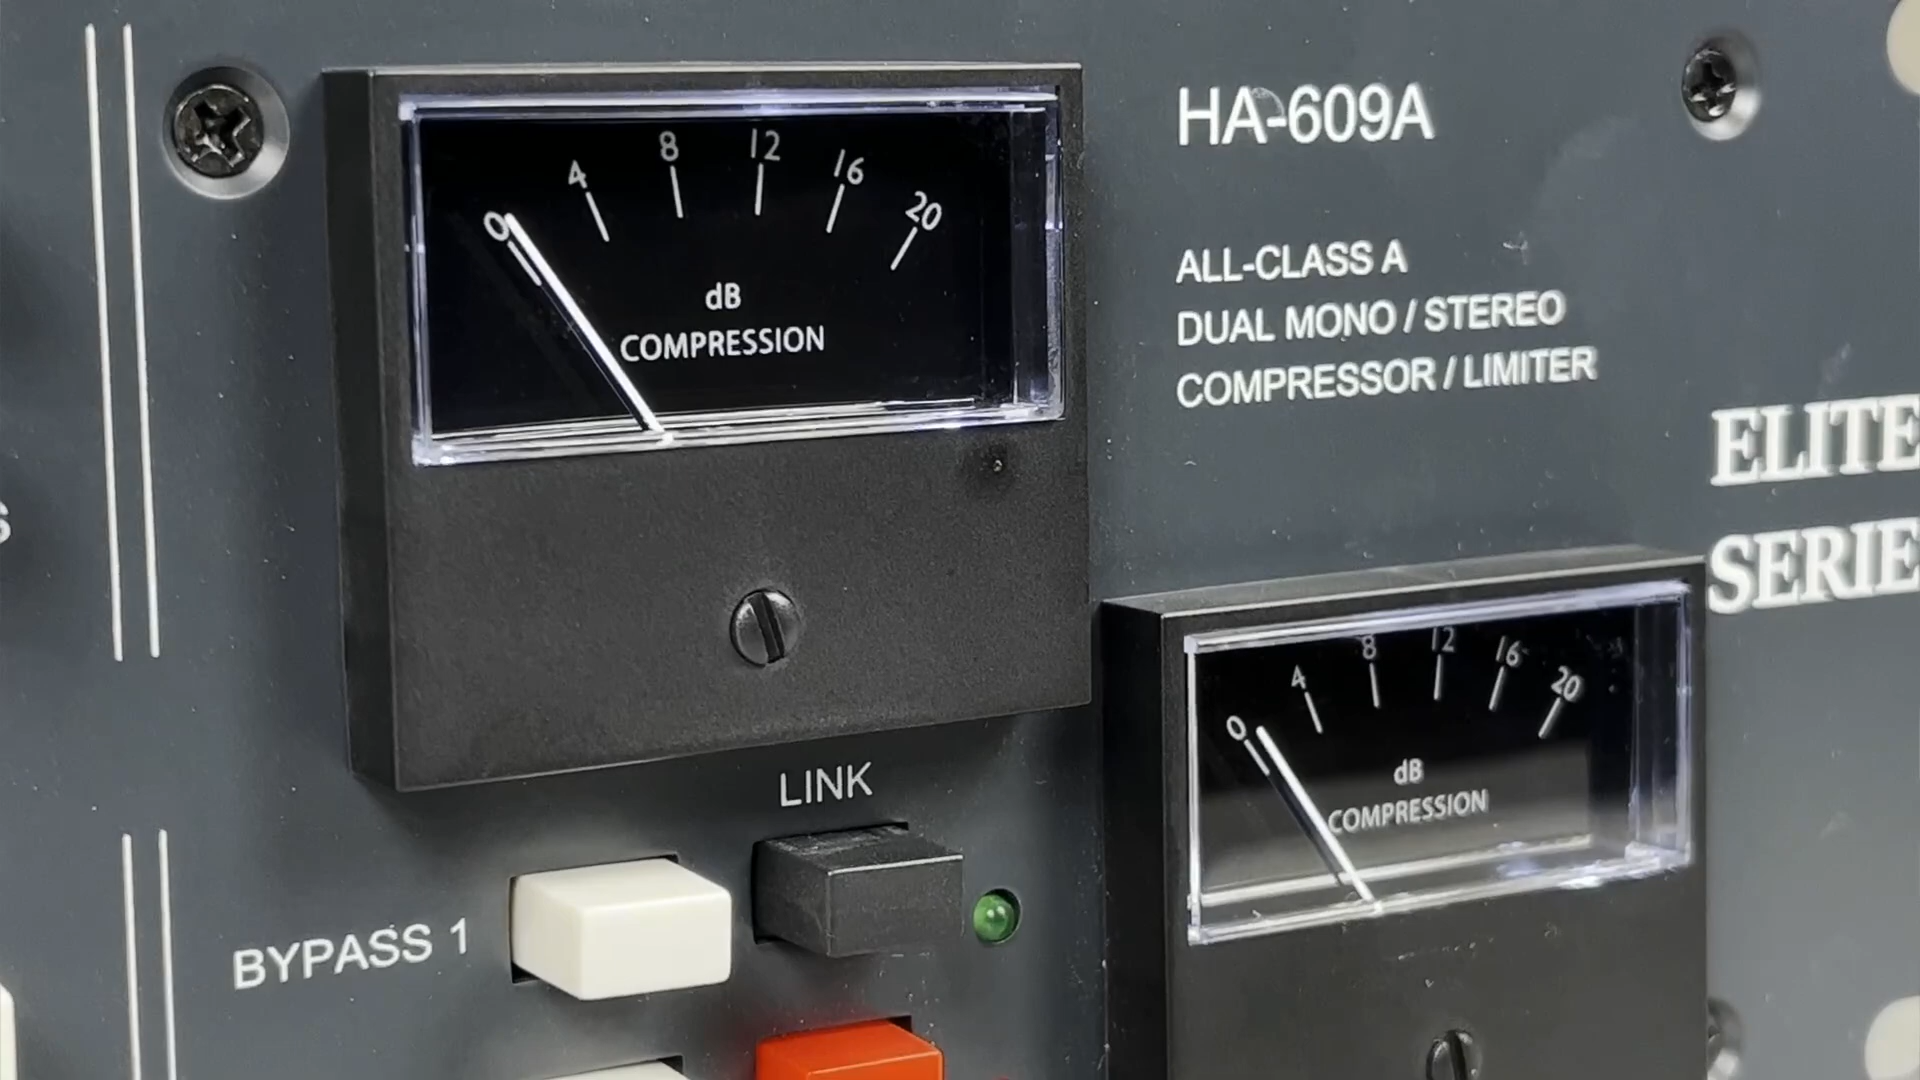 0 4 8 12 16 20
dB
COMPRESSION
HA-609A
ALL-CLASS A
DUAL MONO / STEREO
COMPRESSOR / LIMITER
ELITE
SERIE
0 4 8 12 16 20
dB
COMPRESSION
LINK
BYPASS 1